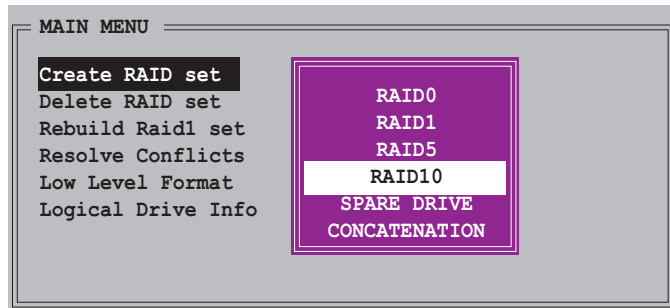 MAIN MENU
Create RAID set
Delete RAID set
Rebuild Raid1 set
Resolve Conflicts
Low Level Format
Logical Drive Info
RAID0
RAID1
RAID5
RAID10
SPARE DRIVE
CONCATENATION